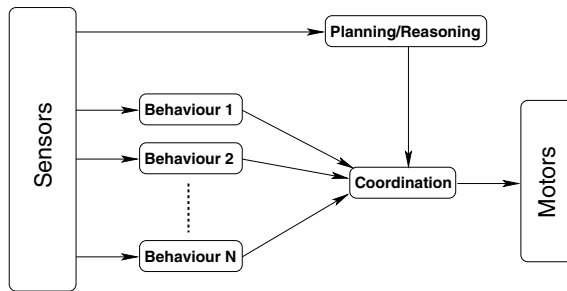 Sensors
Planning/Reasoning
Behaviour 1
Behaviour 2
Coordination
Behaviour N
Motors